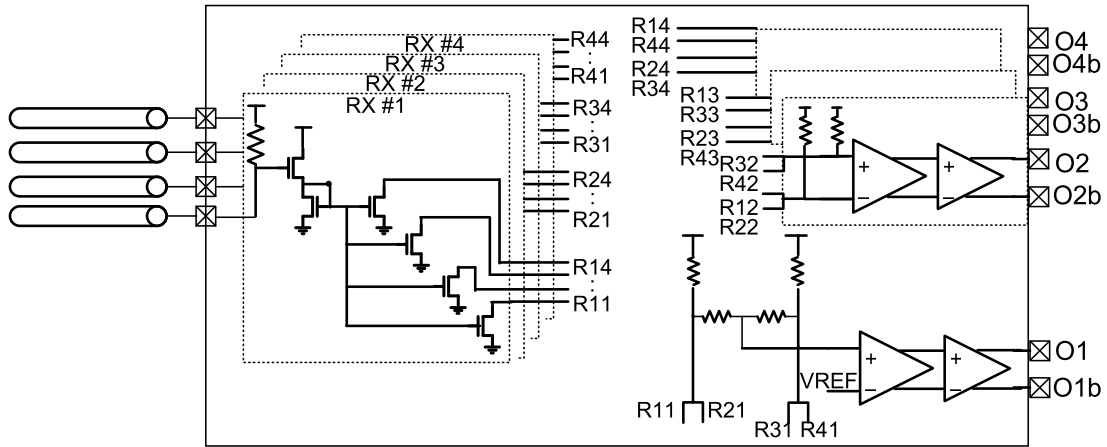 RX #4
RX #3
RX #2
RX #1
R44
R41
R34
R31
R24
R21
R14
R11
R14
R44
R24
R34
R13
R33
R23
R43
R32
R42
R12
R22
+
−
O4
O4b
O3
O3b
O2
O2b
R11
R21
R31
R41
VREF
+
−
O1
O1b